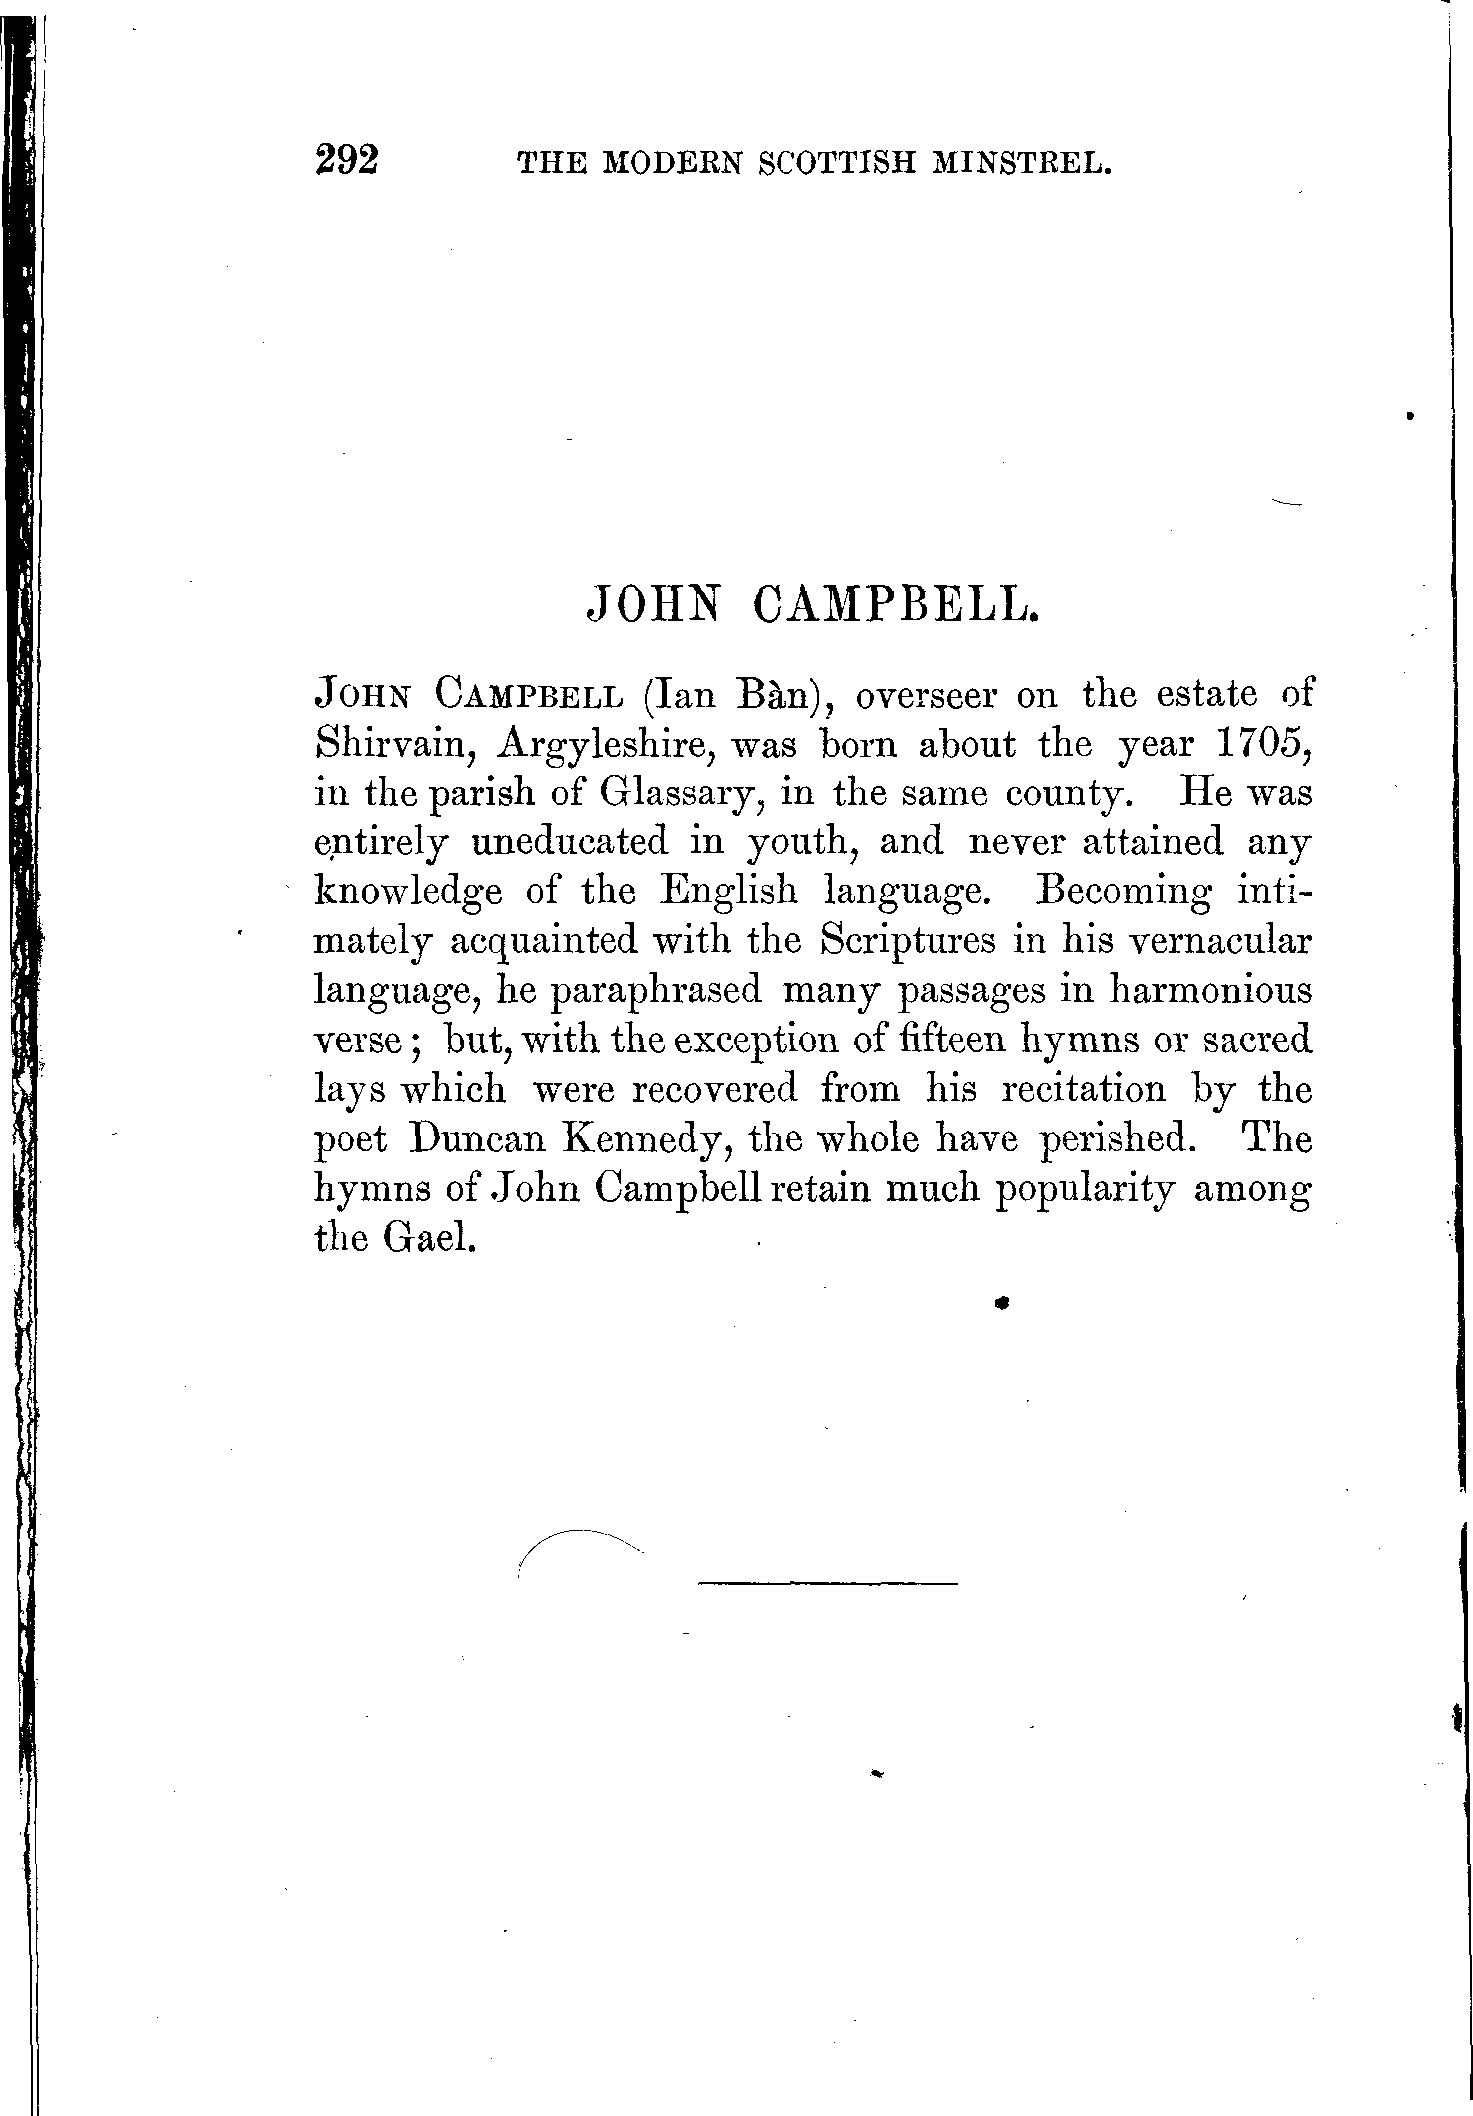 292 THE MODERN SCOTTISH MINSTREL.
JOHN CAMPBELL.
JOHN CAMPBELL (Ian Bàn), overseer on the estate of
Shirvain, Argyleshire, was born about the year 1705,
in the parish of Glassary, in the same county. He was
entirely uneducated in youth, and never attained any
knowledge of the English language. Becoming inti-
mately acquainted with the Scriptures in his vernacular
language, he paraphrased many passages in harmonious
verse ; but, with the exception of fifteen hymns or sacred
lays which were recovered from his recitation by the
poet Duncan Kennedy, the whole have perished. The
hymns of John Campbell retain much popularity among
the Gael.